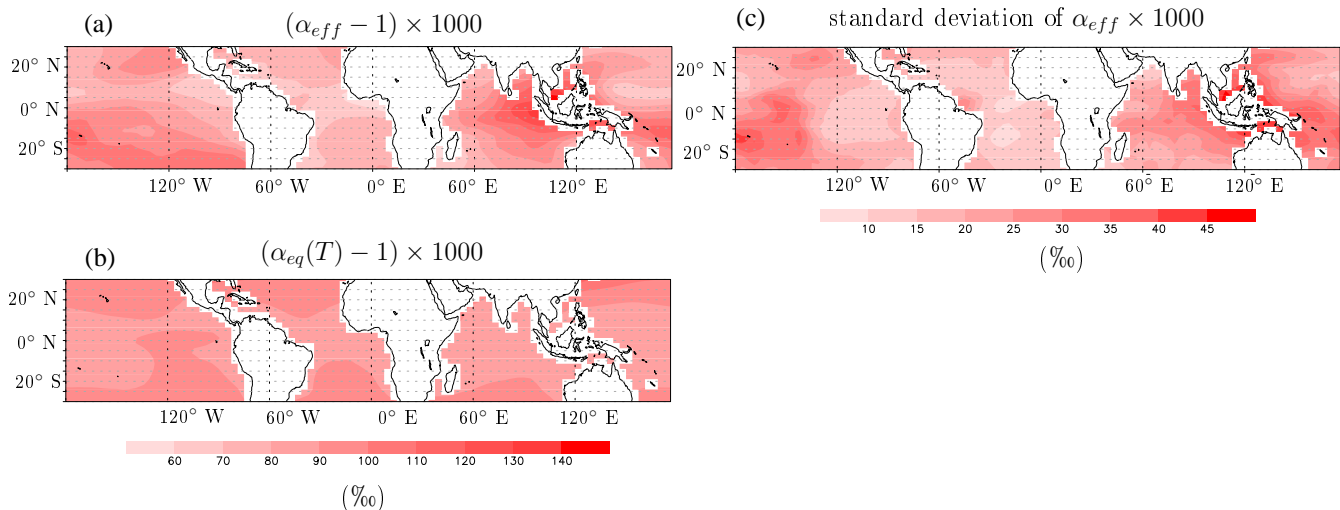 (a) (α_eff − 1) × 1000
20° N
0° N
20° S
120° W 60° W 0° E 60° E 120° E
(b) (α_eq(T) − 1) × 1000
20° N
0° N
20° S
120° W 60° W 0° E 60° E 120° E
60 70 80 90 100 110 120 130 140
(‰)
(c) standard deviation of α_eff × 1000
20° N
0° N
20° S
120° W 60° W 0° E 60° E 120° E
10 15 20 25 30 35 40 45
(‰)